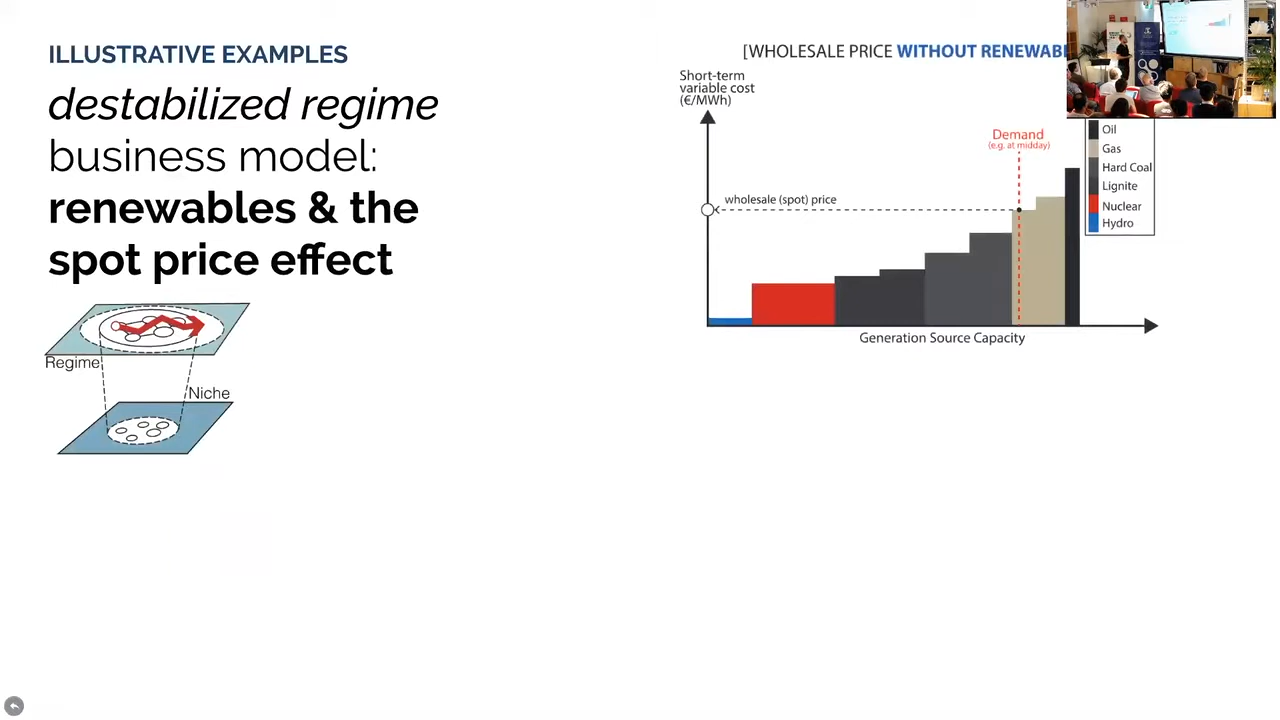 ILLUSTRATIVE EXAMPLES
destabilized regime
business model:
renewables & the
spot price effect
Regime
Niche
[WHOLESALE PRICE WITHOUT
Short-term
variable cost
(€/MWh)
Demand
(e.g. at midday)
wholesale (spot) price
Generation Source Capacity
Oil
Gas
Hard Coal
Lignite
Nuclear
Hydro